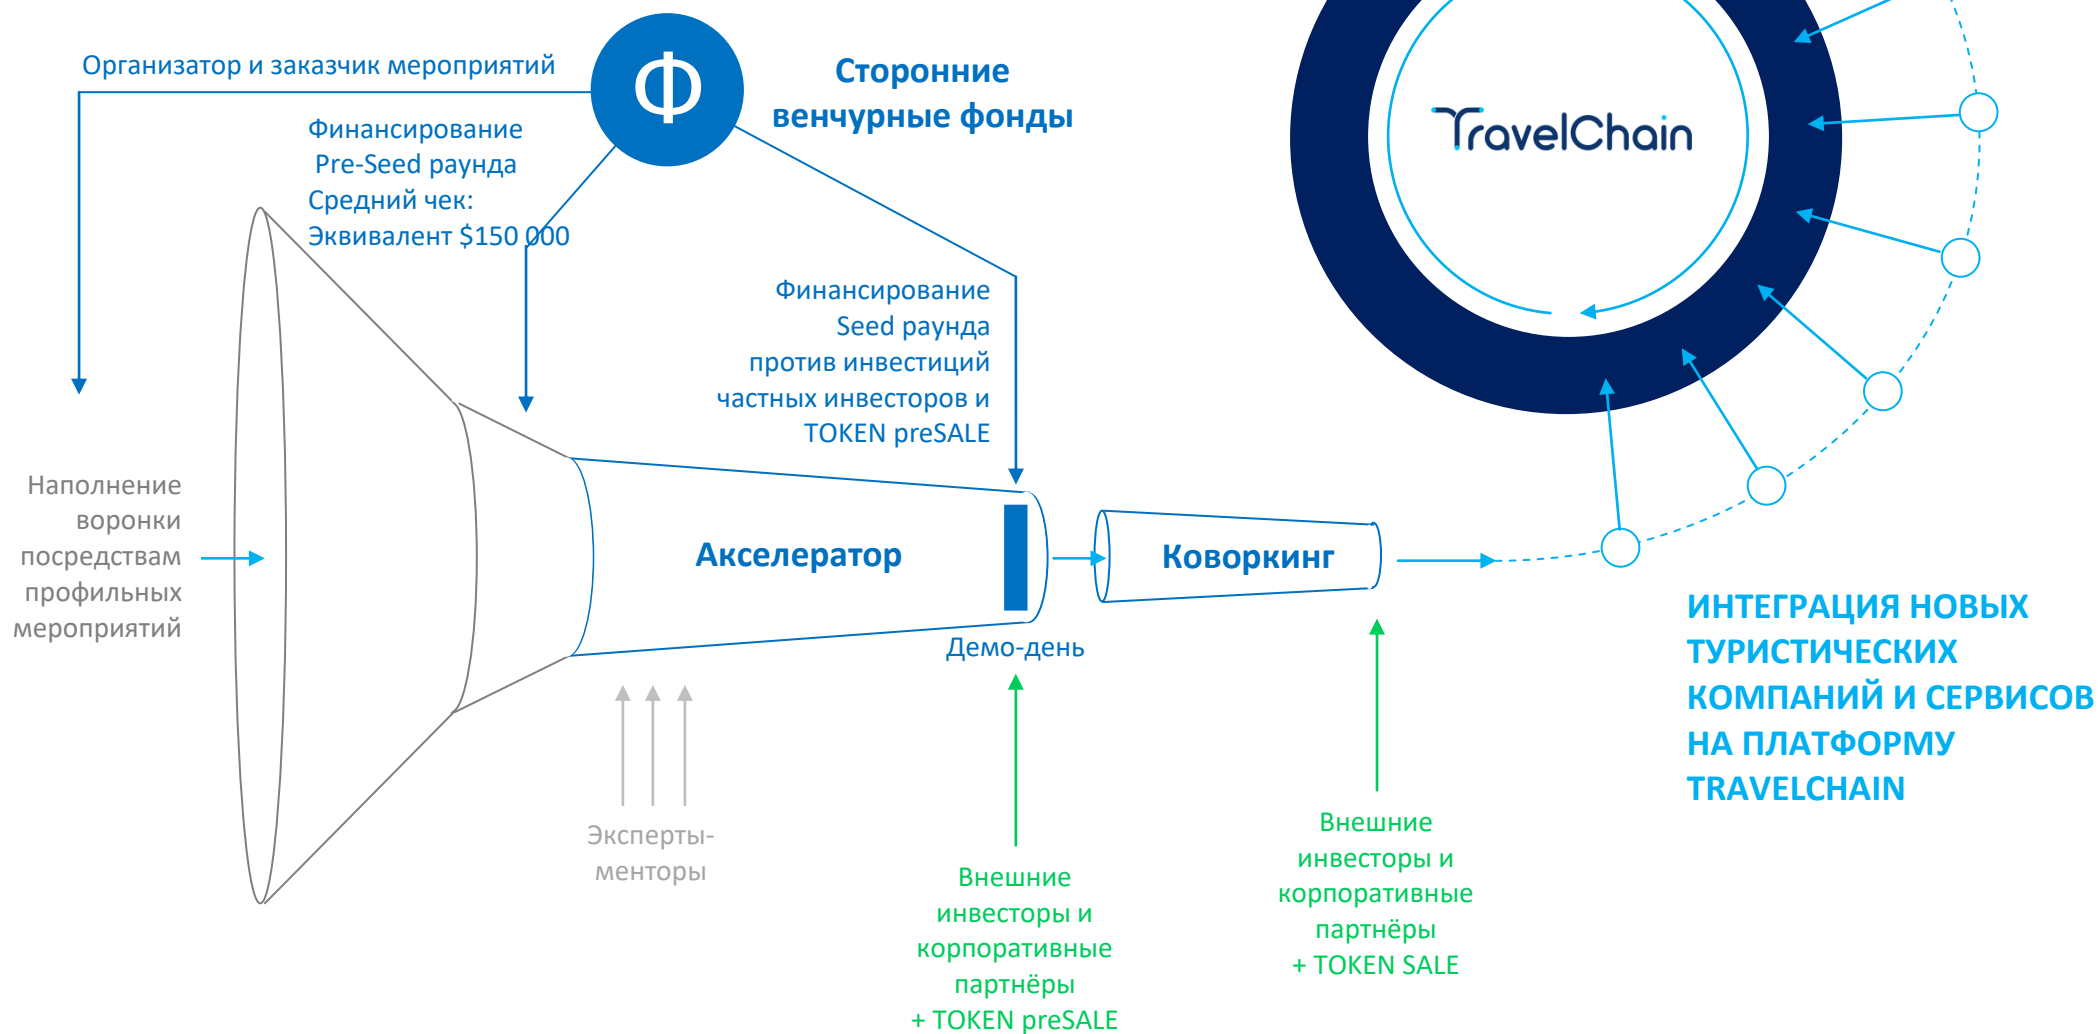 Организатор и заказчик мероприятий
Ф
Сторонние
венчурные фонды
Финансирование
Pre-Seed раунда
Средний чек:
Эквивалент $150 000
TravelChain
Финансирование
Seed раунда
против инвестиций
частных инвесторов и
TOKEN preSALE
Наполнение
воронки
посредствам
профильных
мероприятий
Акселератор
Коворкинг
Демо-день
ИНТЕГРАЦИЯ НОВЫХ
ТУРИСТИЧЕСКИХ
КОМПАНИЙ И СЕРВИСОВ
НА ПЛАТФОРМУ
TRAVELCHAIN
Эксперты-
менторы
Внешние
инвесторы и
корпоративные
партнёры
+ TOKEN preSALE
Внешние
инвесторы и
корпоративные
партнёры
+ TOKEN SALE